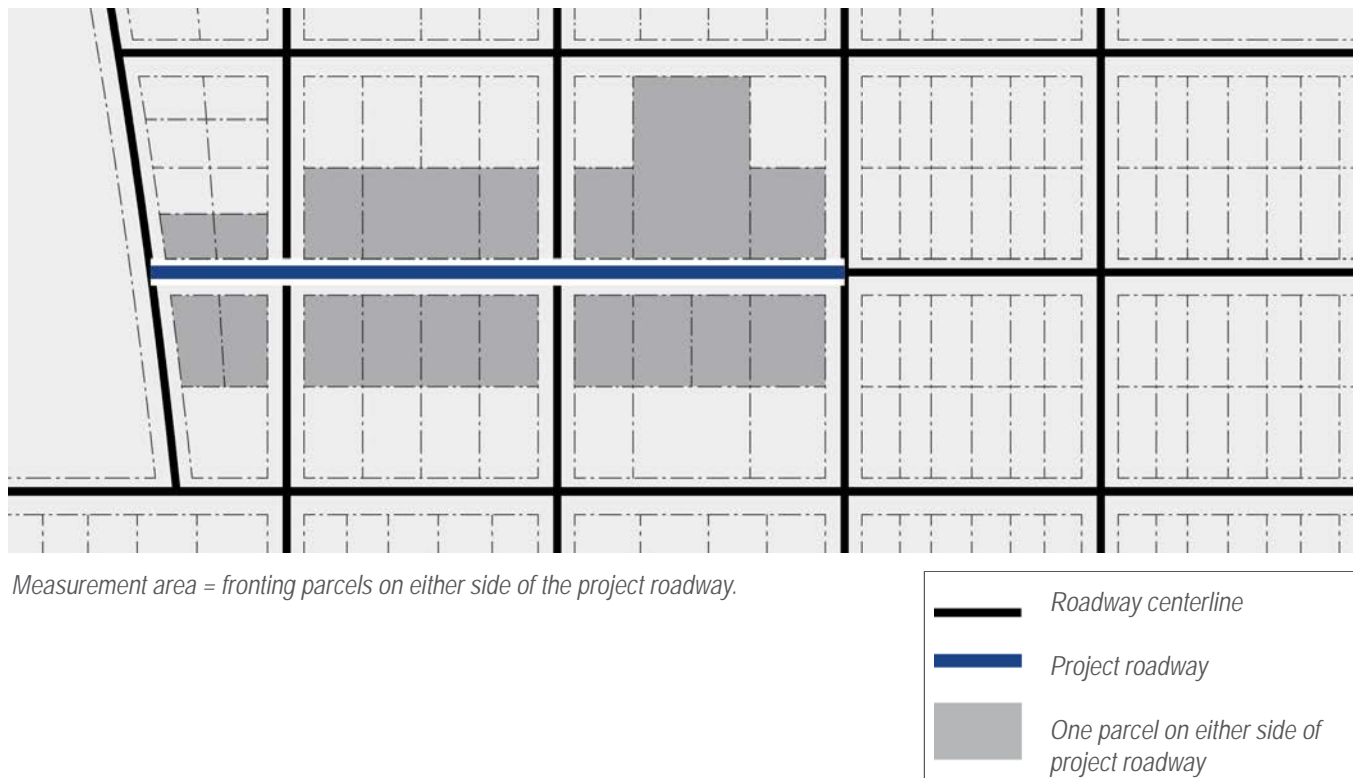 Measurement area = fronting parcels on either side of the project roadway.
Roadway centerline
Project roadway
One parcel on either side of
project roadway